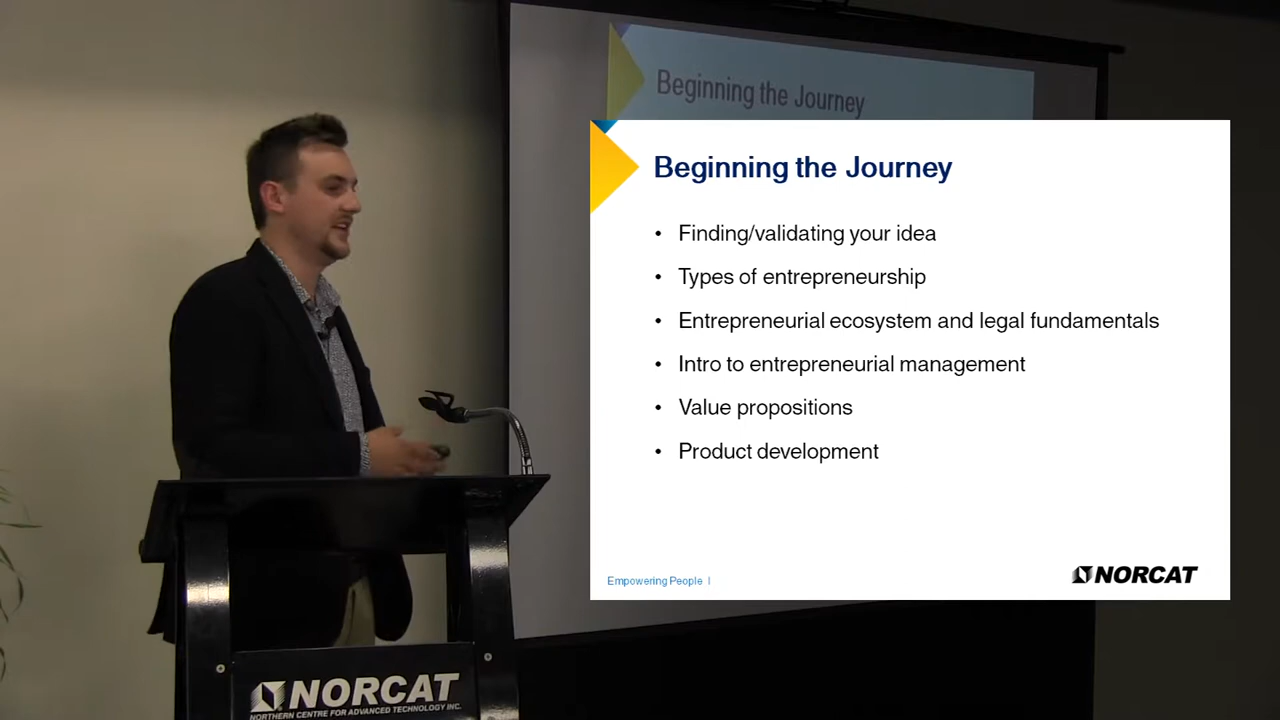 Beginning the Journey
Beginning the Journey
• Finding/validating your idea
• Types of entrepreneurship
• Entrepreneurial ecosystem and legal fundamentals
• Intro to entrepreneurial management
• Value propositions
• Product development
Empowering People |
NORCAT
NORCAT
NORTHERN CENTRE FOR ADVANCED TECHNOLOGY INC.